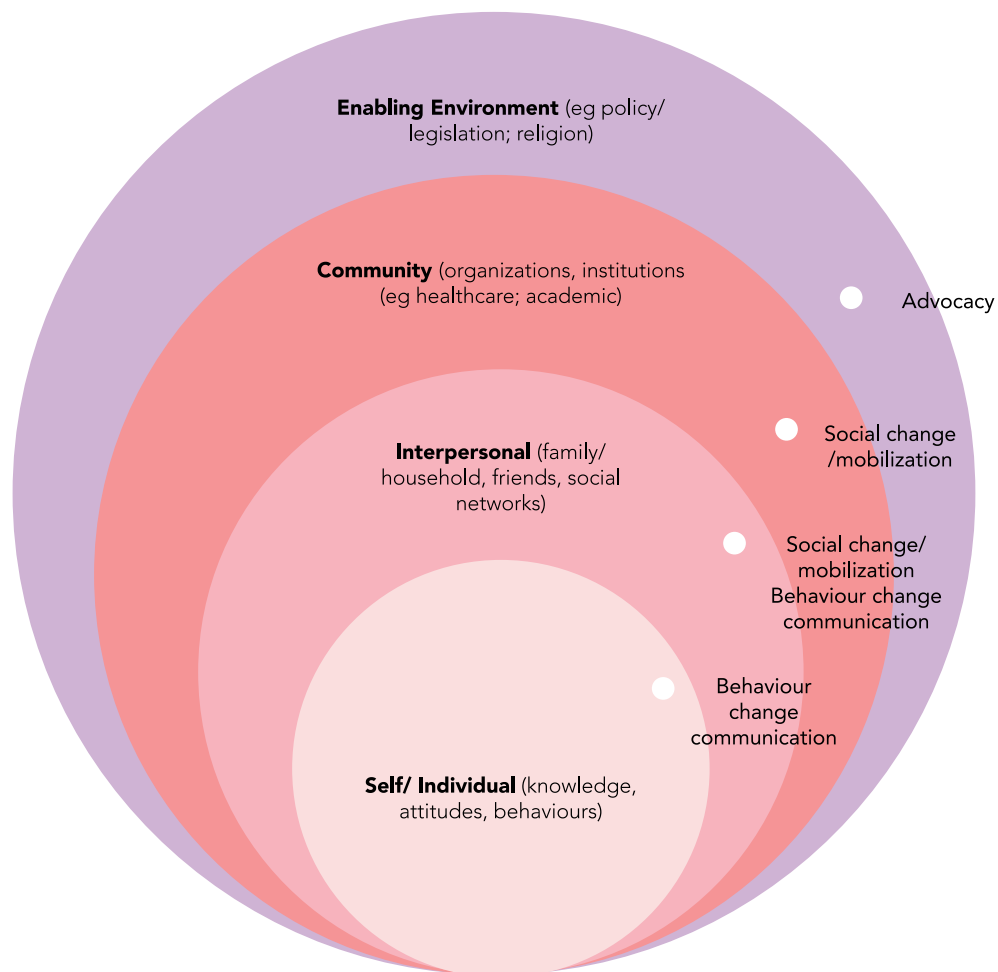 Enabling Environment (eg policy/
legislation; religion)
Community (organizations, institutions
(eg healthcare; academic)
Advocacy
Interpersonal (family/
household, friends, social
networks)
Social change
/mobilization
Social change/
mobilization
Behaviour change
communication
Behaviour
change
communication
Self/ Individual (knowledge,
attitudes, behaviours)